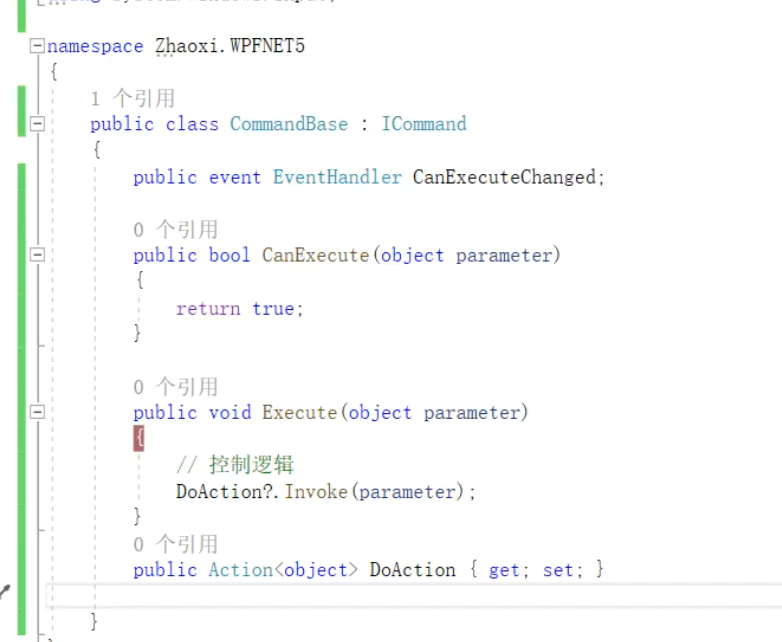 namespace Zhaoxi.WPFNET5
{
1 个引用
public class CommandBase : ICommand
{
public event EventHandler CanExecuteChanged;
0 个引用
public bool CanExecute(object parameter)
{
return true;
}
0 个引用
public void Execute(object parameter)
{
// 控制逻辑
DoAction?.Invoke(parameter);
}
0 个引用
public Action<object> DoAction { get; set; }
}